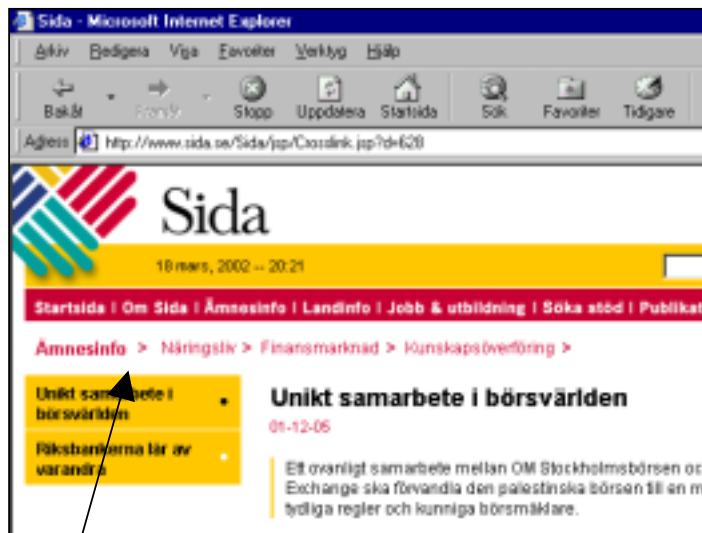 Sida - Microsoft Internet Explorer
Arkiv Redigera Visa Favoriter Verktyg Hjälp
Bakåt Framåt Stopp Uppdatera Startsida Sök Favoriter Tidigare
Adress http://www.sida.se/Sida/jsp/Crosslink.jsp?d=628
Sida
18 mars, 2002 -- 20:21
Startsida | Om Sida | Ämnesinfo | Landinfo | Jobb & utbildning | Söka stöd | Publikat
Ämnesinfo > Näringsliv > Finansmarknad > Kunskapsöverföring >
Unikt samarbete i
börsvärlden
Riksbankerna lär av
varandra
Unikt samarbete i börsvärlden
01-12-05
Ett ovanligt samarbete mellan OM Stockholmsbörsen oc
Exchange ska förvandla den palestinska börsen till en m
tydliga regler och kunniga börsmäklare.